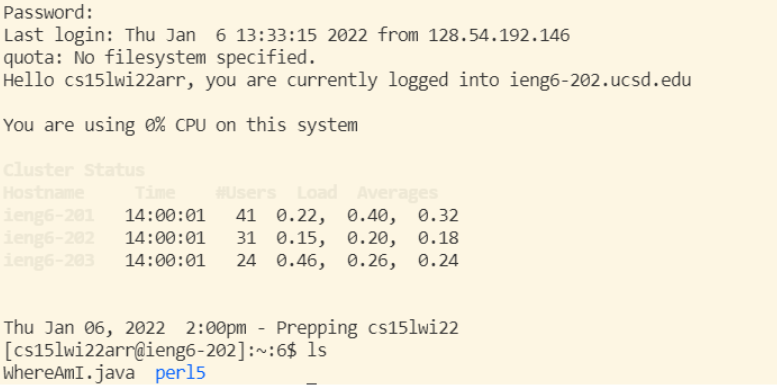 Password:
Last login: Thu Jan  6 13:33:15 2022 from 128.54.192.146
quota: No filesystem specified.
Hello cs15lwi22arr, you are currently logged into ieng6-202.ucsd.edu
You are using 0% CPU on this system
Cluster Status
Hostname     Time    #Users  Load  Averages
ieng6-201   14:00:01   41  0.22,  0.40,  0.32
ieng6-202   14:00:01   31  0.15,  0.20,  0.18
ieng6-203   14:00:01   24  0.46,  0.26,  0.24
Thu Jan 06, 2022  2:00pm - Prepping cs15lwi22
[cs15lwi22arr@ieng6-202]:~:6$ ls
WhereAmI.java  perl5